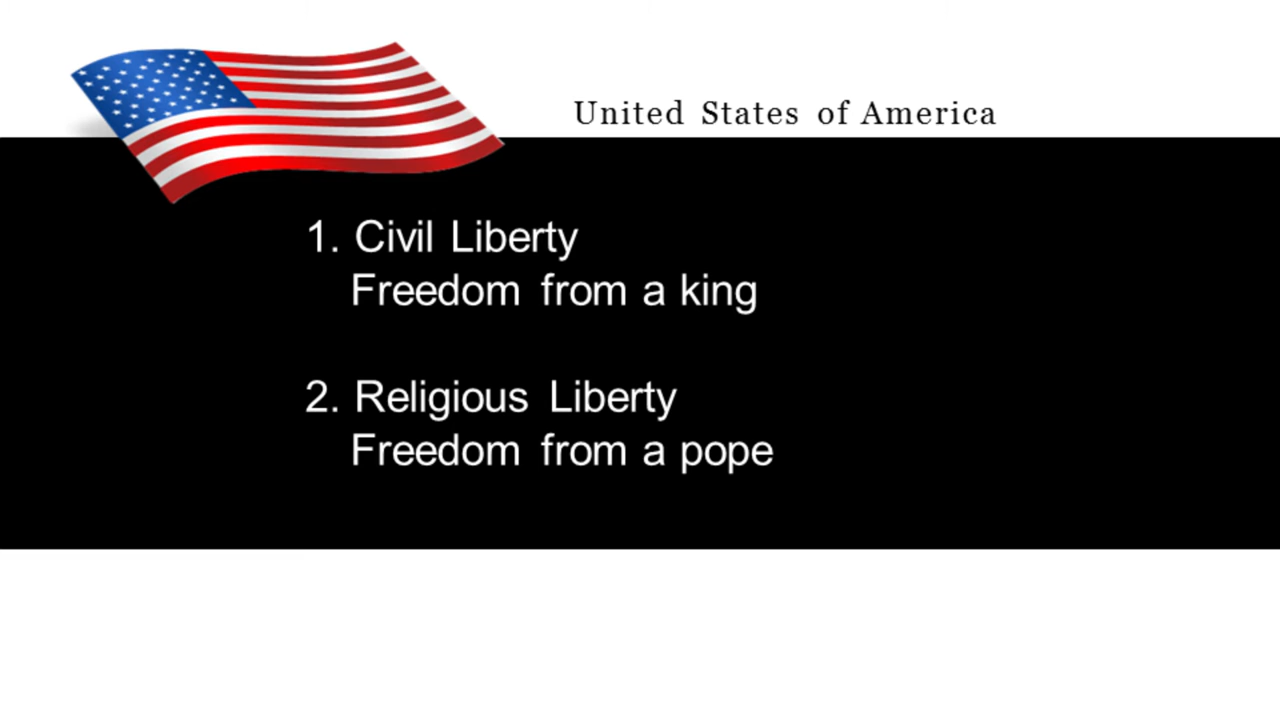 United States of America
1. Civil Liberty
Freedom from a king
2. Religious Liberty
Freedom from a pope